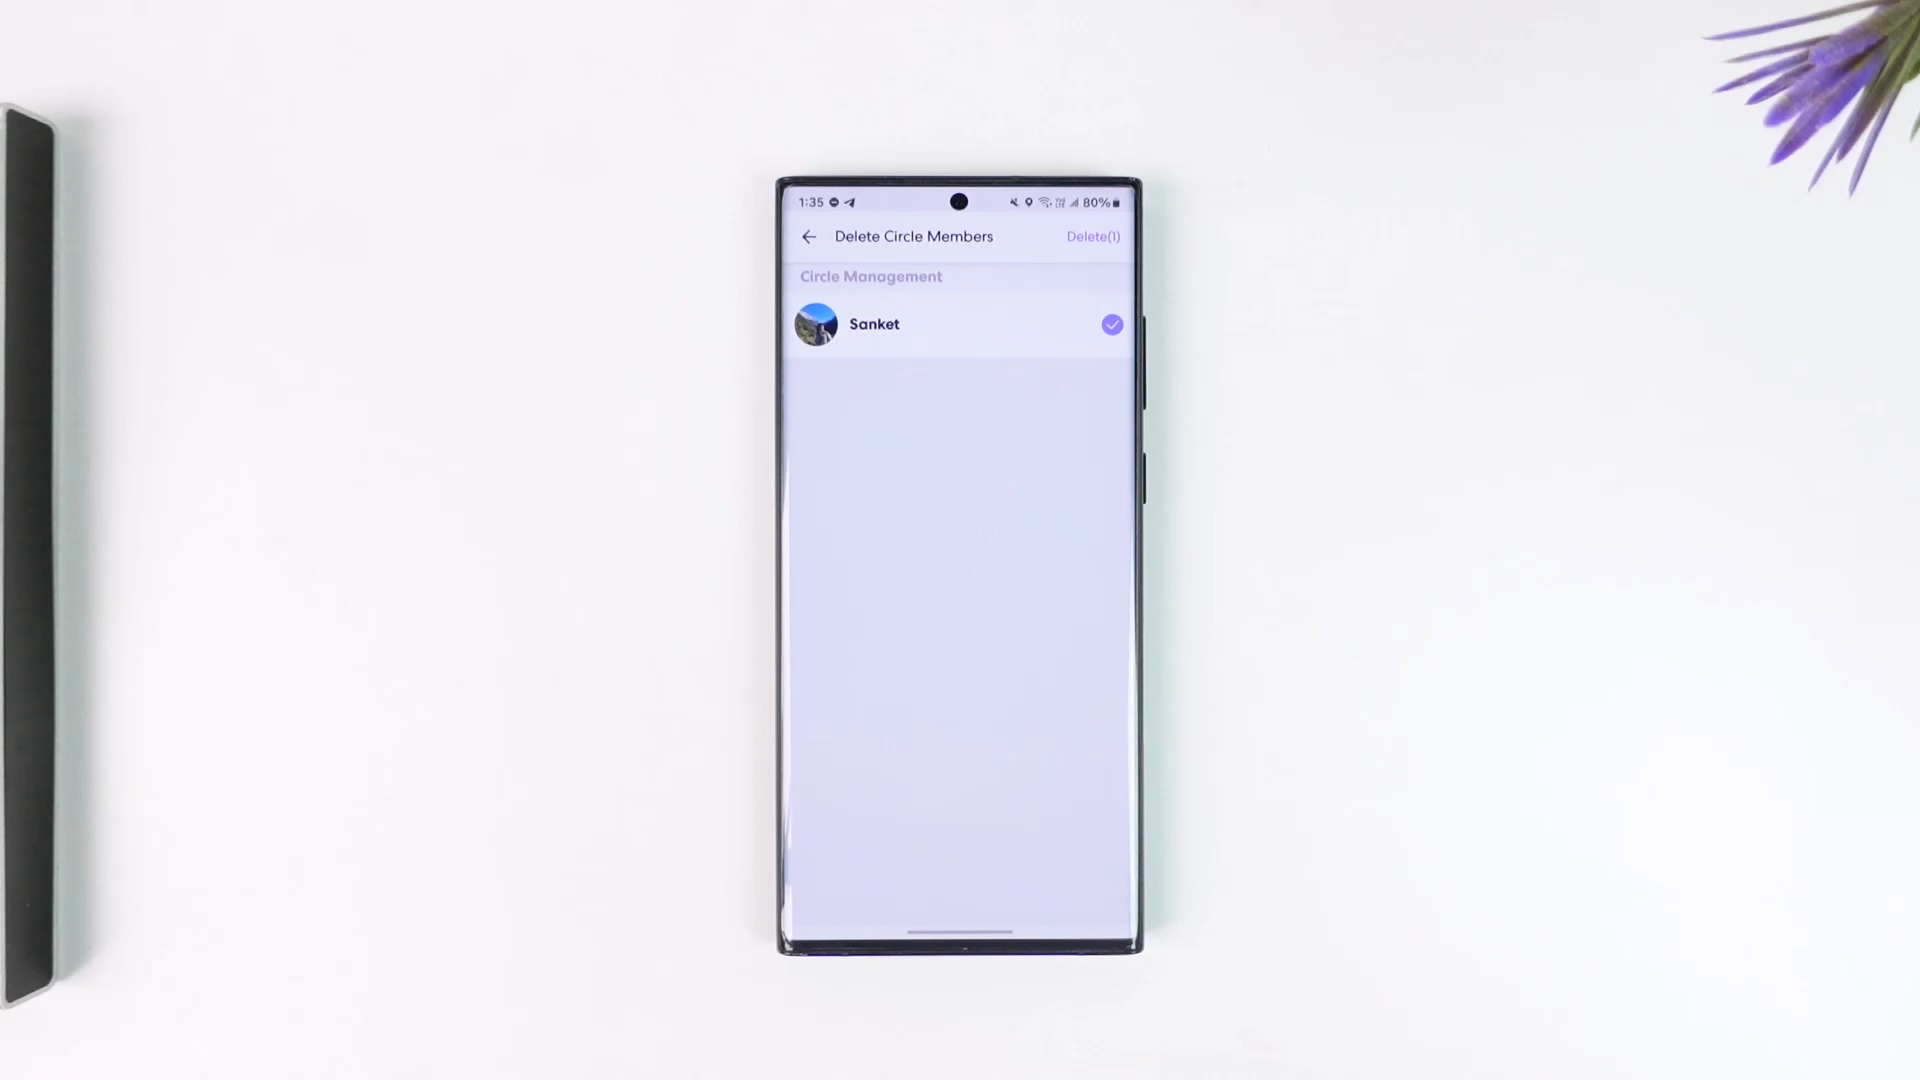 1:35 80%
Delete Circle Members Delete(1)
Circle Management
Sanket